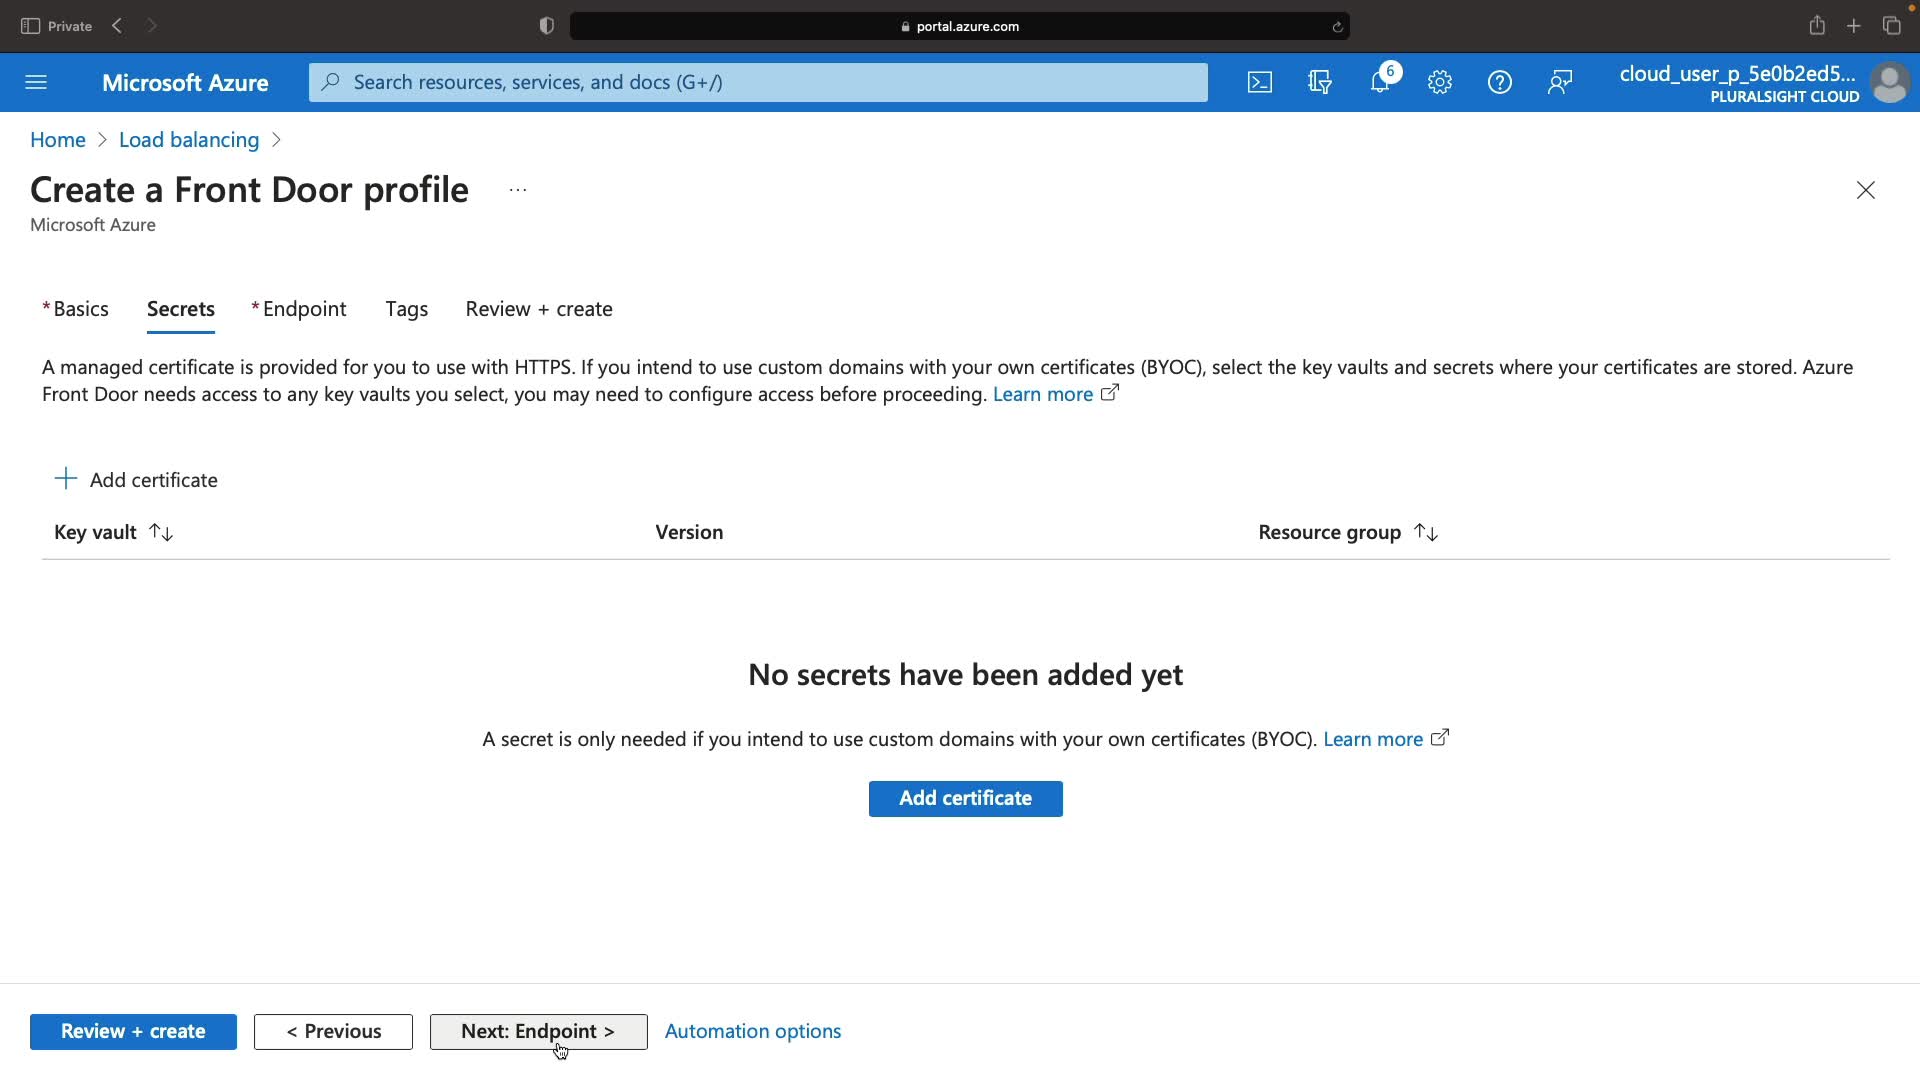 Private
portal.azure.com
Microsoft Azure
Search resources, services, and docs (G+/)
6
cloud_user_p_5e0b2ed5...
PLURALSIGHT CLOUD
Home > Load balancing >
Create a Front Door profile ...
Microsoft Azure
* Basics Secrets * Endpoint Tags Review + create
A managed certificate is provided for you to use with HTTPS. If you intend to use custom domains with your own certificates (BYOC), select the key vaults and secrets where your certificates are stored. Azure
Front Door needs access to any key vaults you select, you may need to configure access before proceeding. Learn more
+ Add certificate
Key vault Version Resource group
No secrets have been added yet
A secret is only needed if you intend to use custom domains with your own certificates (BYOC). Learn more
Add certificate
Review + create < Previous Next: Endpoint > Automation options